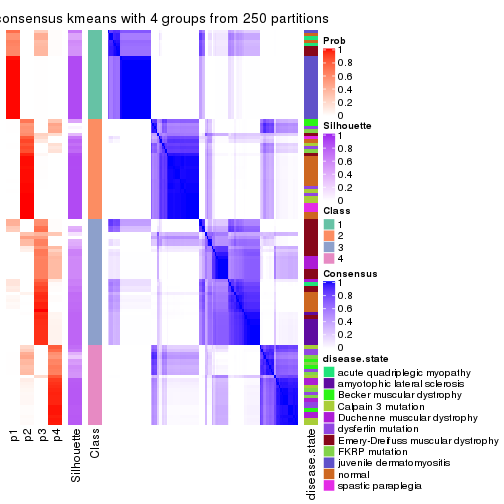 consensus kmeans with 4 groups from 250 partitions
Prob
1
0.8
0.6
0.4
0.2
0
Silhouette
1
0.8
0.6
0.4
0.2
0
Class
1
2
3
4
Consensus
1
0.8
0.6
0.4
0.2
0
disease.state
acute quadriplegic myopathy
amyotophic lateral sclerosis
Becker muscular dystrophy
Calpain 3 mutation
Duchenne muscular dystrophy
dysferlin mutation
Emery-Dreifuss muscular dystrophy
FKRP mutation
juvenile dermatomyositis
normal
spastic paraplegia
p1
p2
p3
p4
Silhouette
Class
disease.state